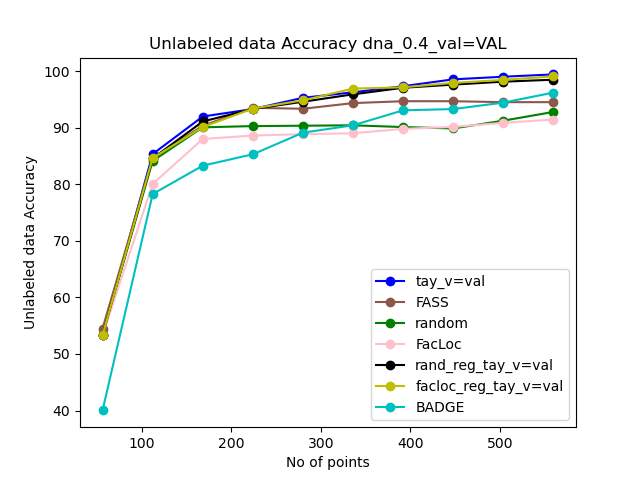 Unlabeled data Accuracy dna_0.4_val=VAL
Unlabeled data Accuracy
100
90
80
70
60
50
40
tay_v=val
FASS
random
FacLoc
rand_reg_tay_v=val
facloc_reg_tay_v=val
BADGE
100
200
300
400
500
No of points